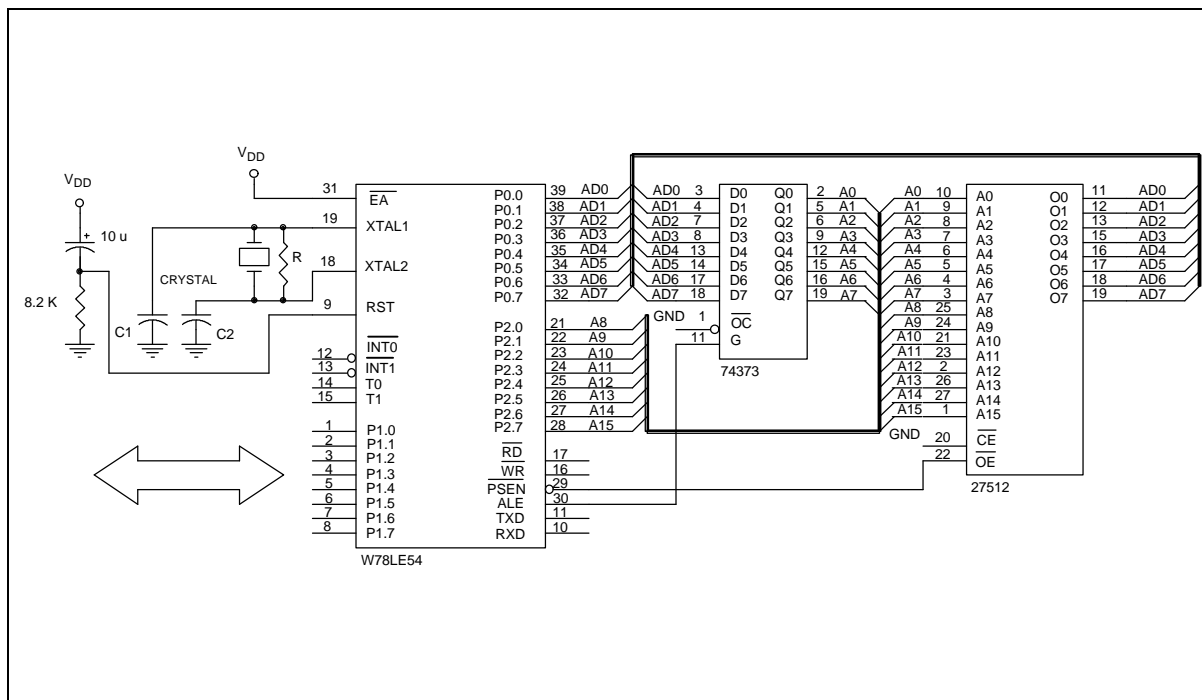 VDD
VDD
10 u
8.2 K
C1
CRYSTAL
C2
R
31
19
18
9
12
13
14
15
1
2
3
4
5
6
7
8
EA
XTAL1
XTAL2
RST
INT0
INT1
T0
T1
P1.0
P1.1
P1.2
P1.3
P1.4
P1.5
P1.6
P1.7
P0.0 39 AD0
P0.1 38 AD1
P0.2 37 AD2
P0.3 36 AD3
P0.4 35 AD4
P0.5 34 AD5
P0.6 33 AD6
P0.7 32 AD7
P2.0 21 A8
P2.1 22 A9
P2.2 23 A10
P2.3 24 A11
P2.4 25 A12
P2.5 26 A13
P2.6 27 A14
P2.7 28 A15
RD 17
WR 16
PSEN 29
ALE 30
TXD 11
RXD 10
W78LE54
AD0 3 D0 Q0 2 A0
AD1 4 D1 Q1 5 A1
AD2 7 D2 Q2 6 A2
AD3 8 D3 Q3 9 A3
AD4 13 D4 Q4 12 A4
AD5 14 D5 Q5 15 A5
AD6 17 D6 Q6 16 A6
AD7 18 D7 Q7 19 A7
GND 1 OC
11 G
74373
A0 10 A0 O0 11 AD0
A1 9 A1 O1 12 AD1
A2 8 A2 O2 13 AD2
A3 7 A3 O3 15 AD3
A4 6 A4 O4 16 AD4
A5 5 A5 O5 17 AD5
A6 4 A6 O6 18 AD6
A7 3 A7 O7 19 AD7
A8 25 A8
A9 24 A9
A10 21 A10
A11 23 A11
A12 2 A12
A13 26 A13
A14 27 A14
A15 1 A15
GND 20 CE
22 OE
27512